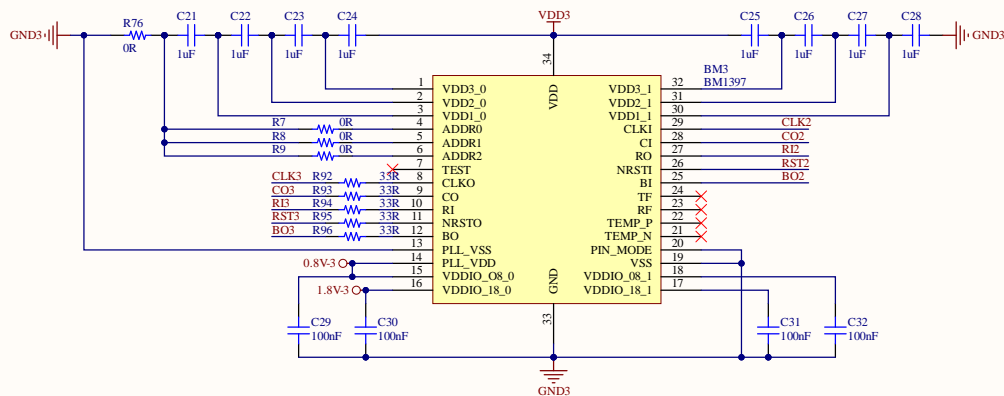 R76 C21 C22 C23 C24 VDD3 C25 C26 C27 C28
GND3 GND3
0R 1uF 1uF 1uF 1uF 1uF 1uF 1uF 1uF
34
VDD
BM3
BM1397
1 VDD3_0 VDD3_1 32
2 VDD2_0 VDD2_1 31
3 VDD1_0 VDD1_1 30
R7 0R 4 ADDR0 CLKI 29 CLK2
R8 0R 5 ADDR1 CI 28 CO2
R9 0R 6 ADDR2 RO 27 RI2
7 TEST NRSTI 26 RST2
CLK3 R92 33R 8 CLKO BI 25 BO2
CO3 R93 33R 9 CO TF 24
RI3 R94 33R 10 RI RF 23
RST3 R95 33R 11 NRSTO TEMP_P 22
BO3 R96 33R 12 BO TEMP_N 21
13 PLL_VSS PIN_MODE 20
0.8V-3 14 PLL_VDD VSS 19
15 VDDIO_O8_0 VDDIO_08_1 18
1.8V-3 16 VDDIO_18_0 VDDIO_18_1 17
GND
33
C29 C30 C31 C32
100nF 100nF 100nF 100nF
GND3